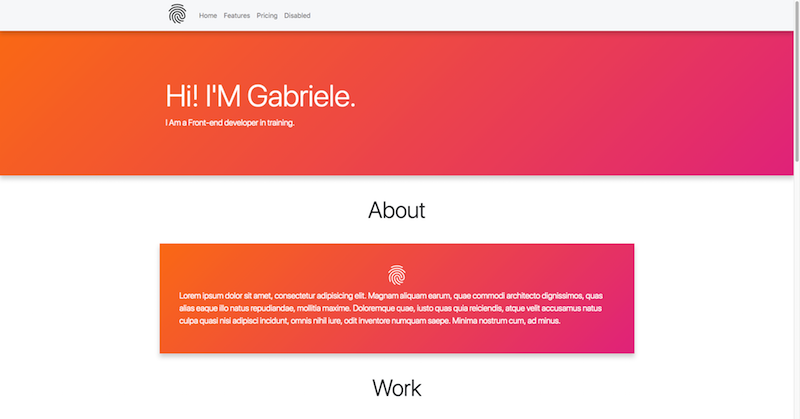 Home Features Pricing Disabled
Hi! I'M Gabriele.
I Am a Front-end developer in training.
About
Lorem ipsum dolor sit amet, consectetur adipisicing elit. Magnam aliquam earum, quae commodi architecto dignissimos, quas
alias eaque illo natus repudiandae, mollitia maxime. Doloremque quae, iusto quas quia reiciendis, atque velit accusamus natus
culpa quasi nisi adipisci incidunt, omnis nihil iure, odit inventore numquam saepe. Minima nostrum cum, ad minus.
Work